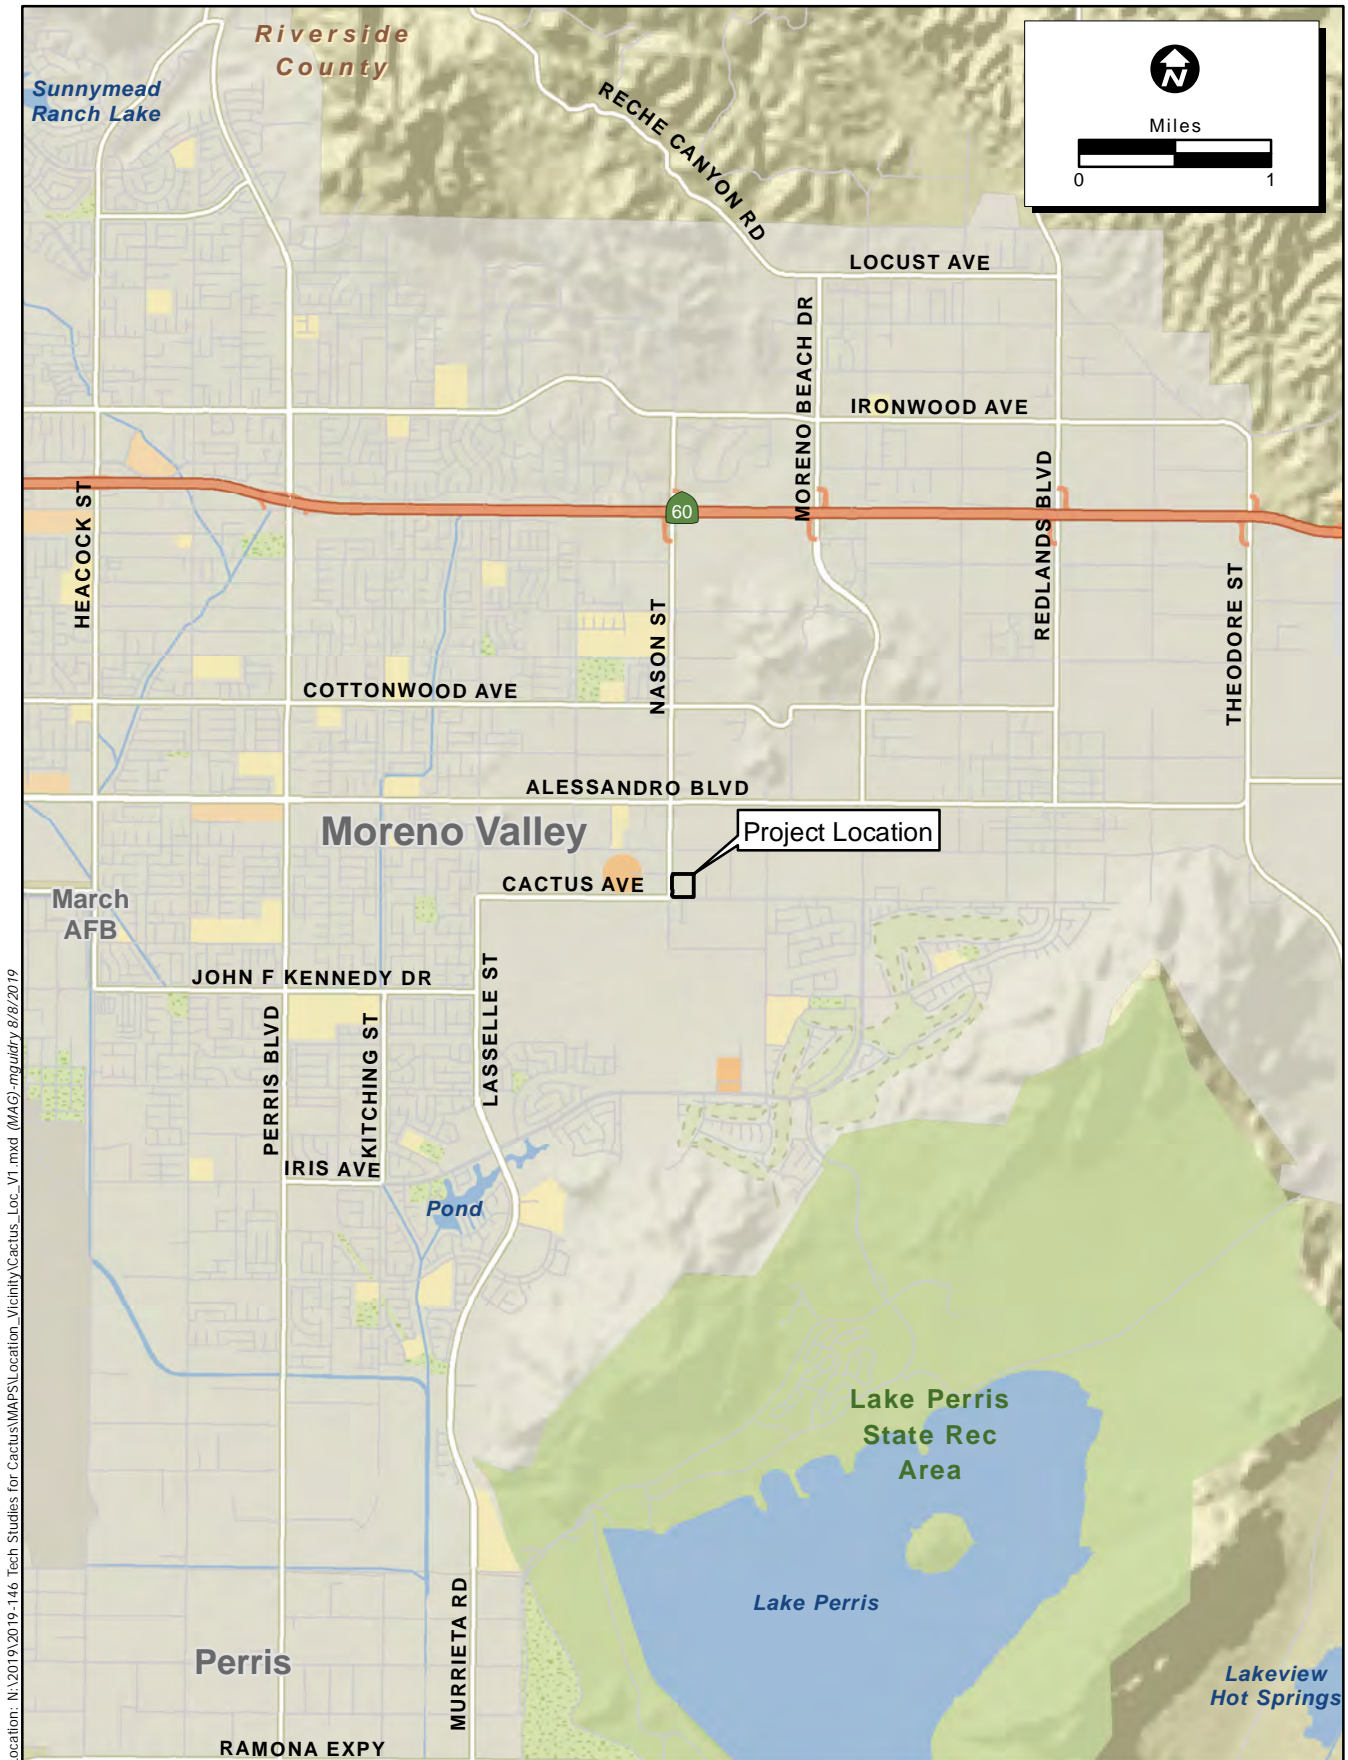 Riverside
County
Sunnymead
Ranch Lake
N
Miles
0 1
RECHE CANYON RD
LOCUST AVE
MORENO BEACH DR
IRONWOOD AVE
HEACOCK ST
60
REDLANDS BLVD
THEODORE ST
NASON ST
COTTONWOOD AVE
ALESSANDRO BLVD
Moreno Valley
Project Location
CACTUS AVE
March
AFB
JOHN F KENNEDY DR
PERRIS BLVD
KITCHING ST
LASSELLE ST
IRIS AVE
Pond
Lake Perris
State Rec
Area
Lake Perris
MURRIETA RD
Perris
Lakeview
Hot Springs
RAMONA EXPY
ocation: N:\2019\2019-146 Tech Studies for Cactus\MAPS\Location_Vicinity\Cactus_Loc_V1.mxd (MAG)-mguidry 8/8/2019